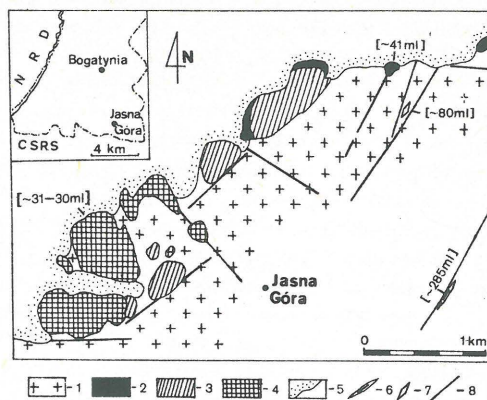 NRD
Bogatynia
Jasna
Góra
CSRS
4 km
N
[~41ml]
[~80ml]
[~31-30ml]
[~285ml]
Jasna
Góra
0 1km
1 2 3 4 5 6 7 8